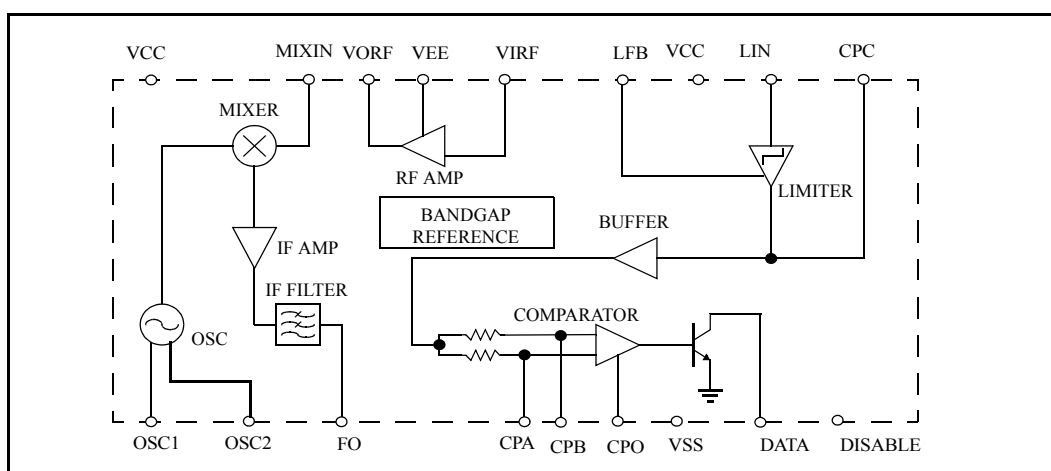 VCC MIXIN VORF VEE VIRF LFB VCC LIN CPC
MIXER
RF AMP
LIMITER
BANDGAP
REFERENCE
BUFFER
IF AMP
IF FILTER
COMPARATOR
OSC
OSC1 OSC2 FO CPA CPB CPO VSS DATA DISABLE